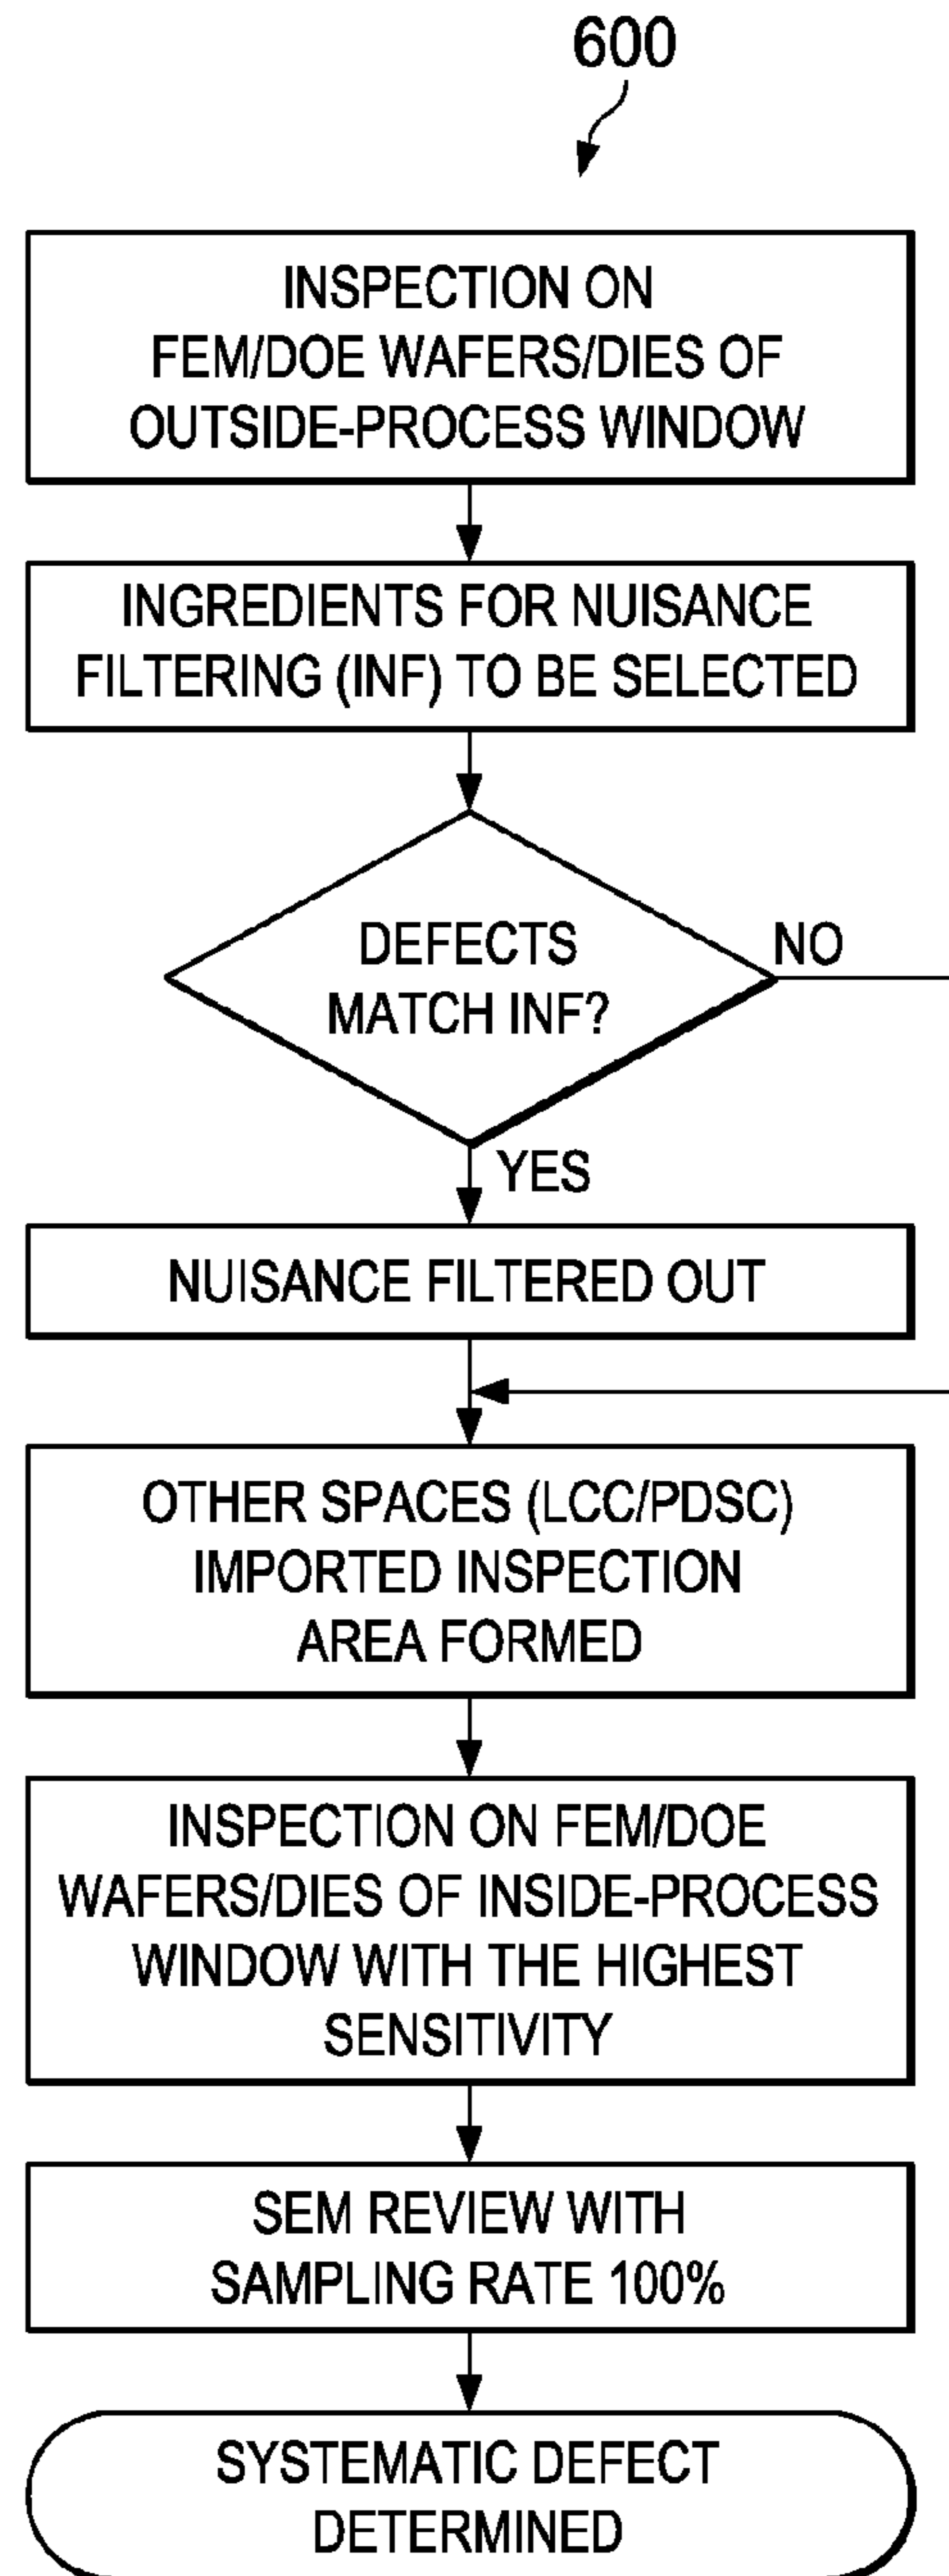 600
INSPECTION ON
FEM/DOE WAFERS/DIES OF
OUTSIDE-PROCESS WINDOW
INGREDIENTS FOR NUISANCE
FILTERING (INF) TO BE SELECTED
DEFECTS
MATCH INF?
NO
YES
NUISANCE FILTERED OUT
OTHER SPACES (LCC/PDSC)
IMPORTED INSPECTION
AREA FORMED
INSPECTION ON FEM/DOE
WAFERS/DIES OF INSIDE-PROCESS
WINDOW WITH THE HIGHEST
SENSITIVITY
SEM REVIEW WITH
SAMPLING RATE 100%
SYSTEMATIC DEFECT
DETERMINED